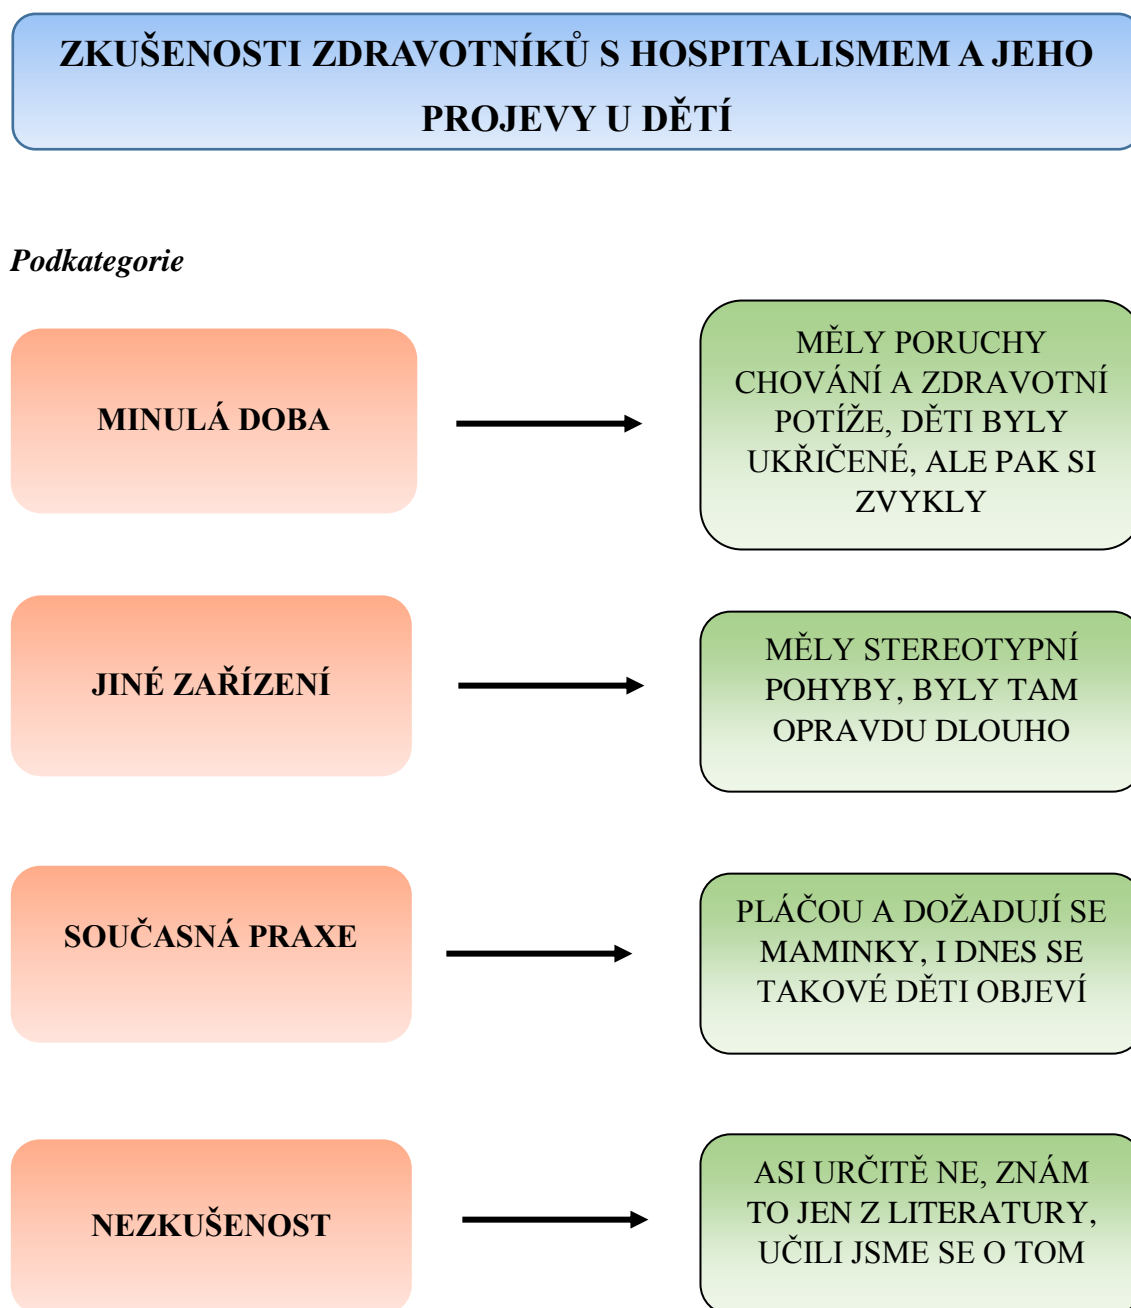 ZKUŠENOSTI ZDRAVOTNÍKŮ S HOSPITALISMEM A JEHO
PROJEVY U DĚTÍ
Podkategorie
MINULÁ DOBA
MĚLY PORUCHY
CHOVÁNÍ A ZDRAVOTNÍ
POTÍŽE, DĚTI BYLY
UKŘIČENÉ, ALE PAK SI
ZVYKLY
JINÉ ZAŘÍZENÍ
MĚLY STEREOTYPNÍ
POHYBY, BYLY TAM
OPRAVDU DLOUHO
SOUČASNÁ PRAXE
PLÁČOU A DOŽADUJÍ SE
MAMINKY, I DNES SE
TAKOVÉ DĚTI OBJEVÍ
NEZKUŠENOST
ASI URČITĚ NE, ZNÁM
TO JEN Z LITERATURY,
UČILI JSME SE O TOM